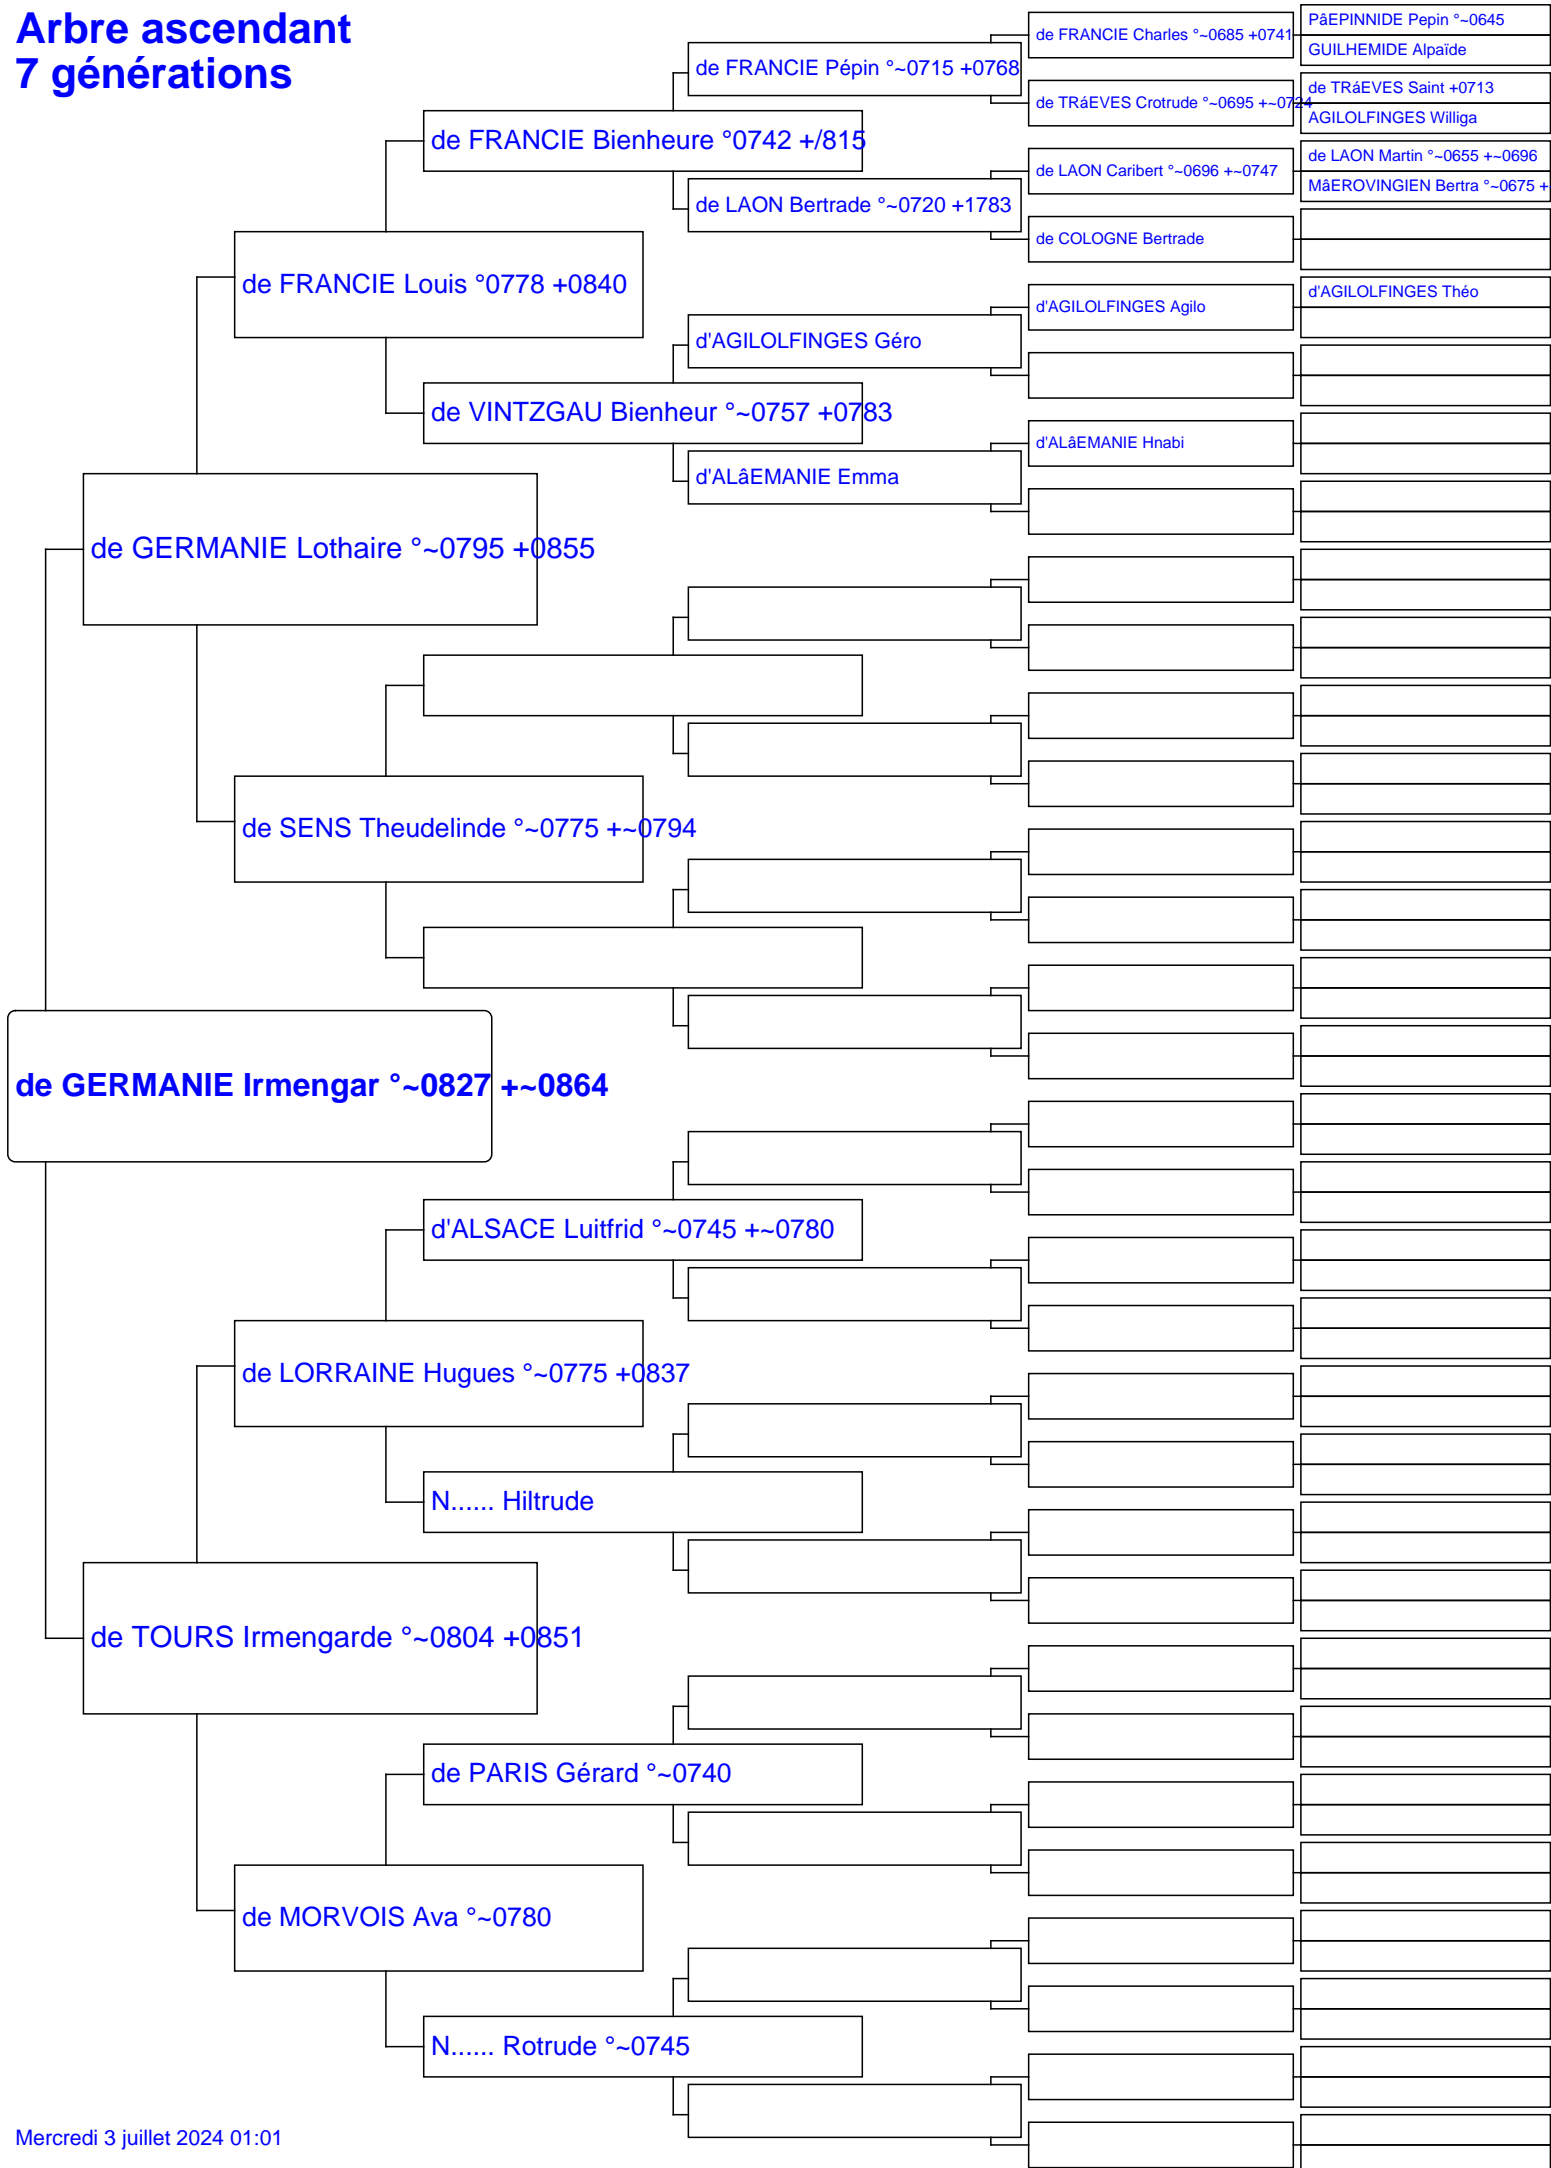 Arbre ascendant
7 générations
de FRANCIE Charles °~0685 +0741
PâEPINNIDE Pepin °~0645
GUILHEMIDE Alpaïde
de FRANCIE Pépin °~0715 +0768
de TRáEVES Crotrude °~0695 +~0724
de TRáEVES Saint +0713
AGILOLFINGES Williga
de FRANCIE Bienheure °0742 +/815
de LAON Caribert °~0696 +~0747
de LAON Martin °~0655 +~0696
MâEROVINGIEN Bertra °~0675 +
de LAON Bertrade °~0720 +1783
de COLOGNE Bertrade
de FRANCIE Louis °0778 +0840
d'AGILOLFINGES Agilo
d'AGILOLFINGES Théo
d'AGILOLFINGES Géro
de VINTZGAU Bienheur °~0757 +0783
d'ALâEMANIE Hnabi
d'ALâEMANIE Emma
de GERMANIE Lothaire °~0795 +0855
de SENS Theudelinde °~0775 +~0794
de GERMANIE Irmengar °~0827 +~0864
d'ALSACE Luitfrid °~0745 +~0780
de LORRAINE Hugues °~0775 +0837
N...... Hiltrude
de TOURS Irmengarde °~0804 +0851
de PARIS Gérard °~0740
de MORVOIS Ava °~0780
N...... Rotrude °~0745
Mercredi 3 juillet 2024 01:01